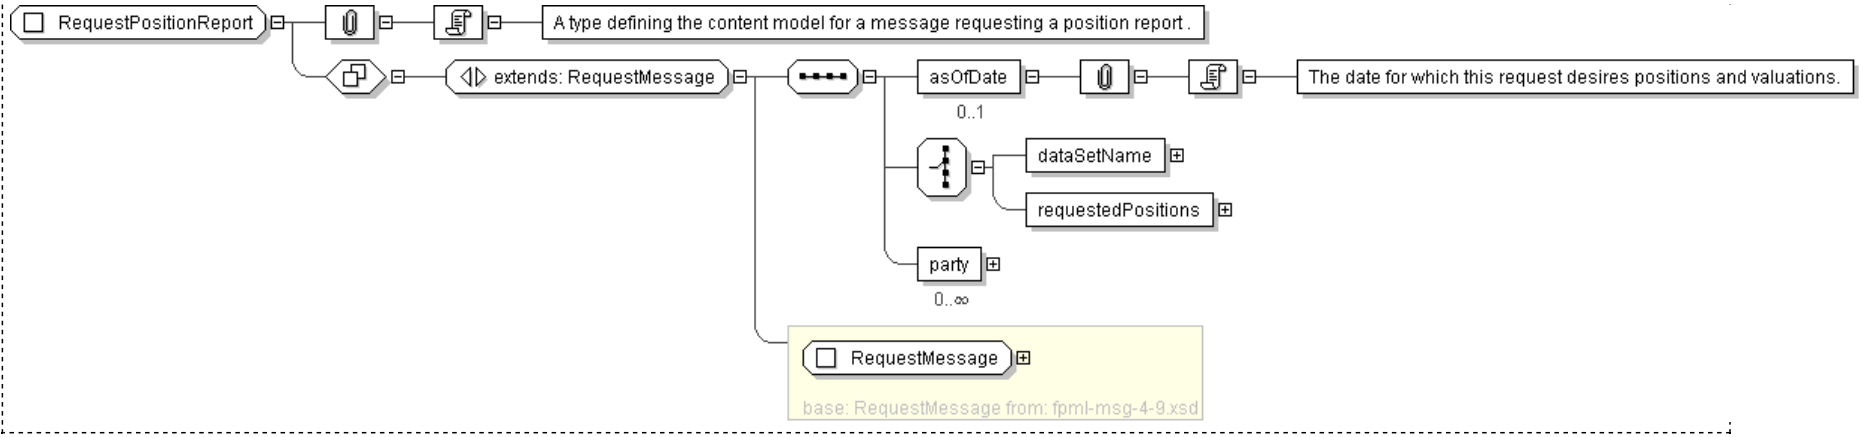 RequestPositionReport
A type defining the content model for a message requesting a position report .
extends: RequestMessage
asOfDate
The date for which this request desires positions and valuations.
0..1
dataSetName
requestedPositions
party
0..∞
RequestMessage
base: RequestMessage from: fpml-msg-4-9.xsd